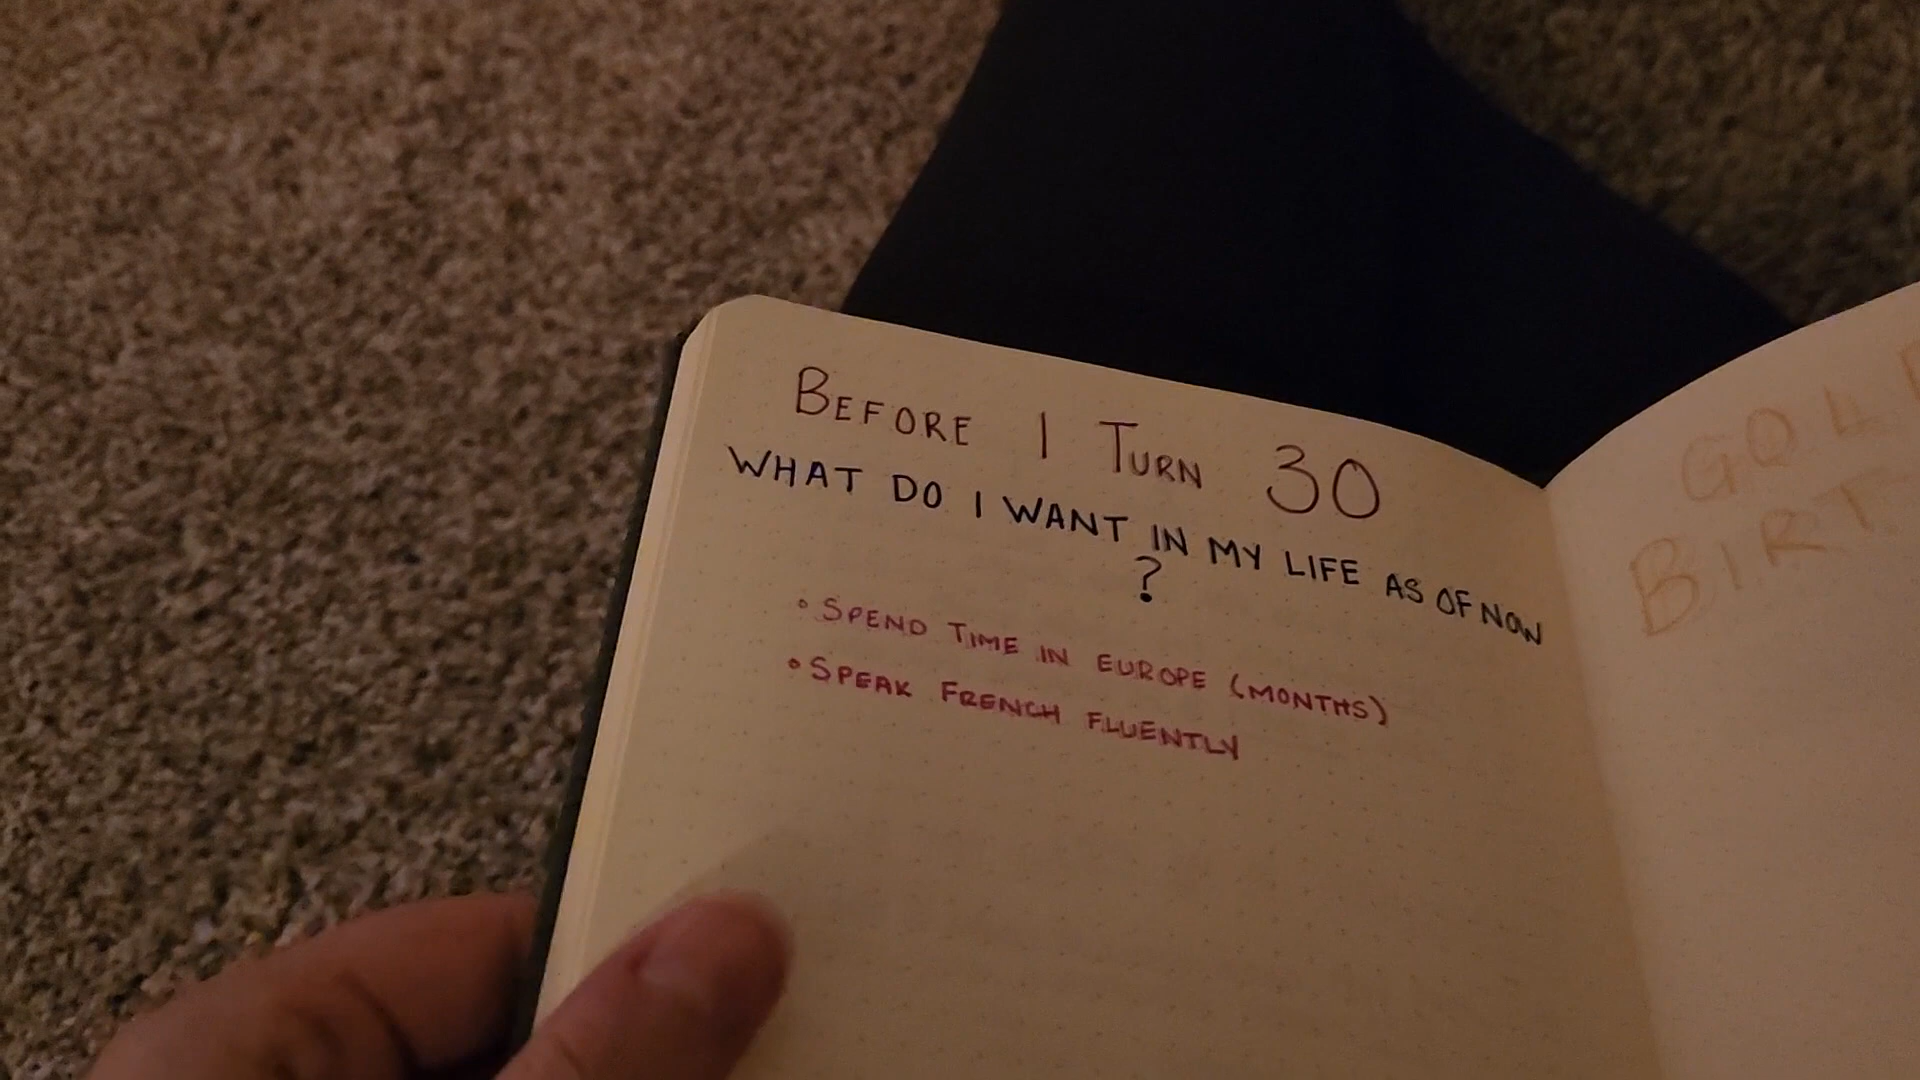 BEFORE I TURN 30
WHAT DO I WANT IN MY LIFE AS OF NOW
?
• SPEND TIME IN EUROPE (MONTHS)
• SPEAK FRENCH FLUENTLY